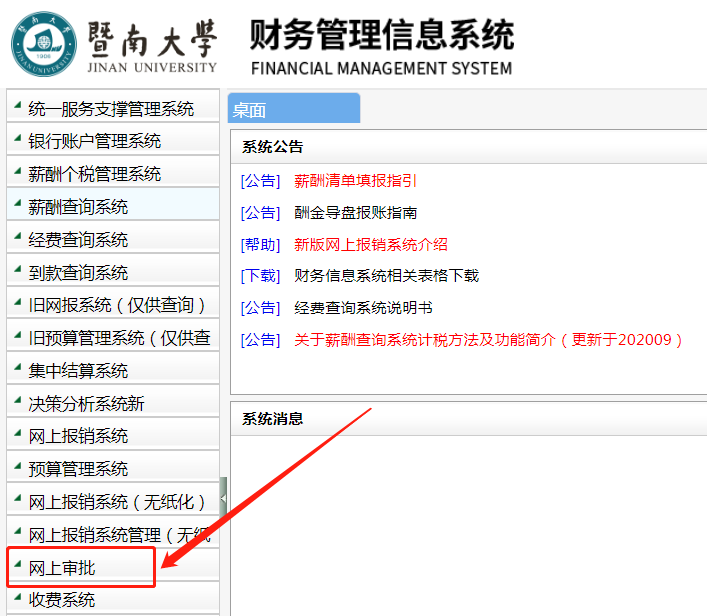 暨南大学
JINAN UNIVERSITY
财务管理信息系统
FINANCIAL MANAGEMENT SYSTEM
统一服务支撑管理系统
银行账户管理系统
薪酬个税管理系统
薪酬查询系统
经费查询系统
到款查询系统
旧网报系统（仅供查询）
旧预算管理系统（仅供查
集中结算系统
决策分析系统新
网上报销系统
预算管理系统
网上报销系统（无纸化）
网上报销系统管理（无纸
网上审批
收费系统
桌面
系统公告
[公告] 薪酬清单填报指引
[公告] 酬金导盘报账指南
[帮助] 新版网上报销系统介绍
[下载] 财务信息系统相关表格下载
[公告] 经费查询系统说明书
[公告] 关于薪酬查询系统计税方法及功能简介（更新于202009）
系统消息